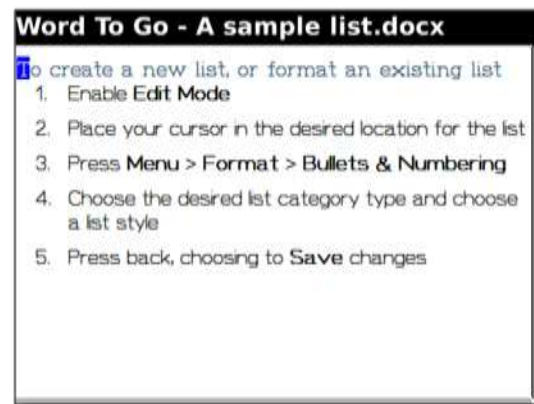 Word To Go - A sample list.docx
To create a new list, or format an existing list
1. Enable Edit Mode
2. Place your cursor in the desired location for the list
3. Press Menu > Format > Bullets & Numbering
4. Choose the desired list category type and choose
a list style
5. Press back, choosing to Save changes